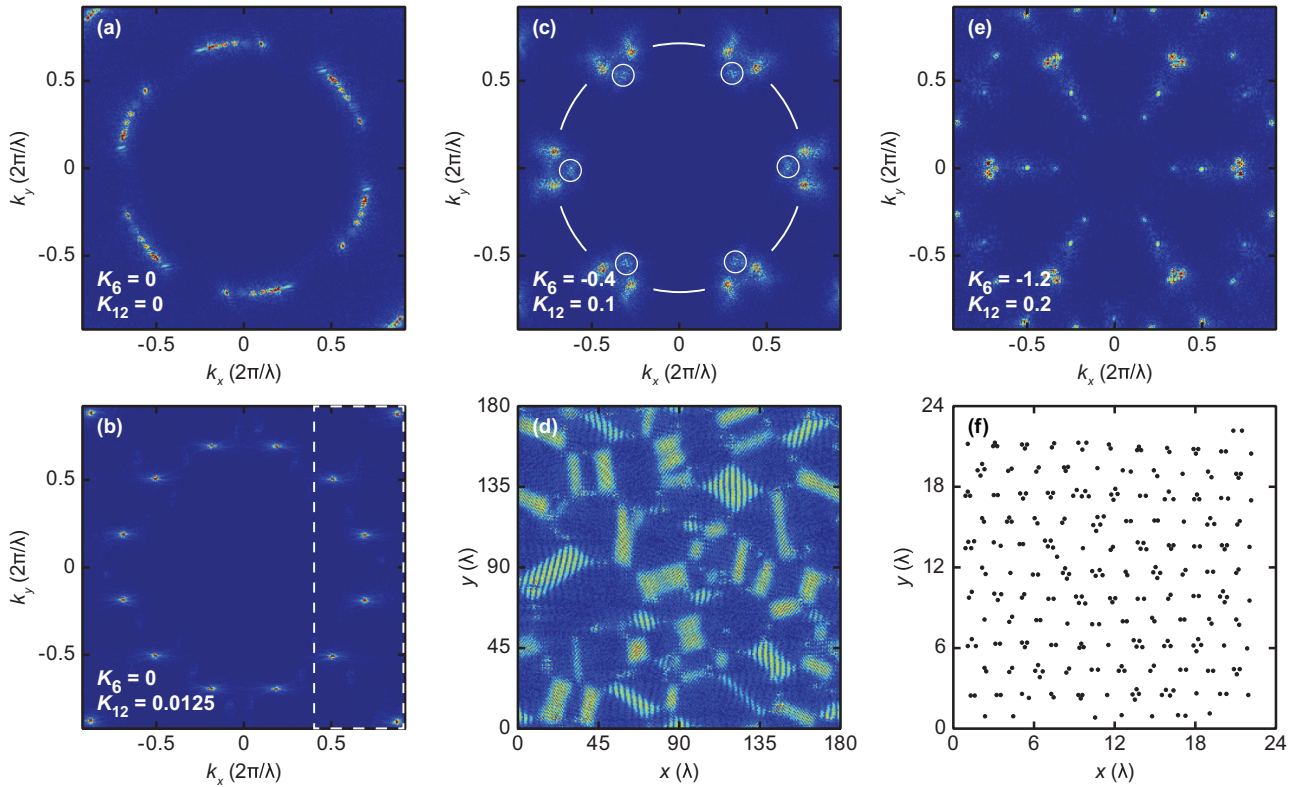 (a)
0.5
0
-0.5
k_y (2π/λ)
K_6 = 0
K_12 = 0
-0.5 0 0.5
k_x (2π/λ)
(c)
0.5
0
-0.5
k_y (2π/λ)
K_6 = -0.4
K_12 = 0.1
-0.5 0 0.5
k_x (2π/λ)
(e)
0.5
0
-0.5
k_y (2π/λ)
K_6 = -1.2
K_12 = 0.2
-0.5 0 0.5
k_x (2π/λ)
(b)
0.5
0
-0.5
k_y (2π/λ)
K_6 = 0
K_12 = 0.0125
-0.5 0 0.5
k_x (2π/λ)
(d)
180
135
90
45
0
y (λ)
0 45 90 135 180
x (λ)
(f)
24
18
12
6
0
y (λ)
0 6 12 18 24
x (λ)